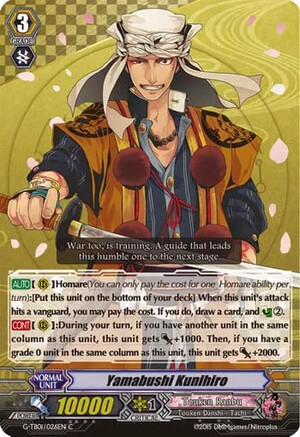 3
GRADE
War too, is training. A guide that leads
this humble one to the next stage.
AUTO [ ]Homare(You can only pay the cost for one Homare ability per
turn):[Put this unit on the bottom of your deck] When this unit's attack
hits a vanguard, you may pay the cost. If you do, draw a card, and ②.
CONT [ ]:During your turn, if you have another unit in the same
column as this unit, this unit gets +1000. Then, if you have a
grade 0 unit in the same column as this unit, this unit gets +1000.
NORMAL
UNIT
Yamabushi Kunihiro
POWER
10000
1
CRITICAL
Touken Ranbu
Touken Danshi - Tachi
G-TB01/026EN C
©2015 DMM games/Nitroplus